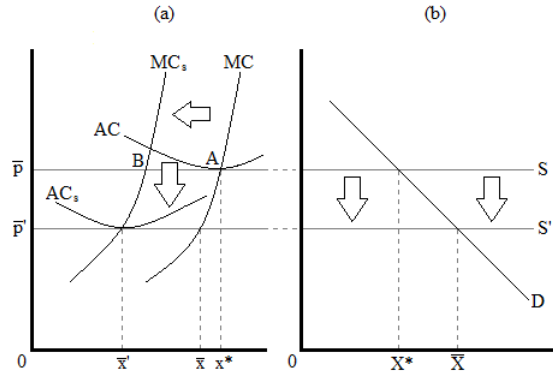 (a)
(b)
MCₛ
MC
AC
B
A
p̅
S
ACₛ
p̅'
S'
D
0
x̅'
x̅
x*
0
X*
X̅